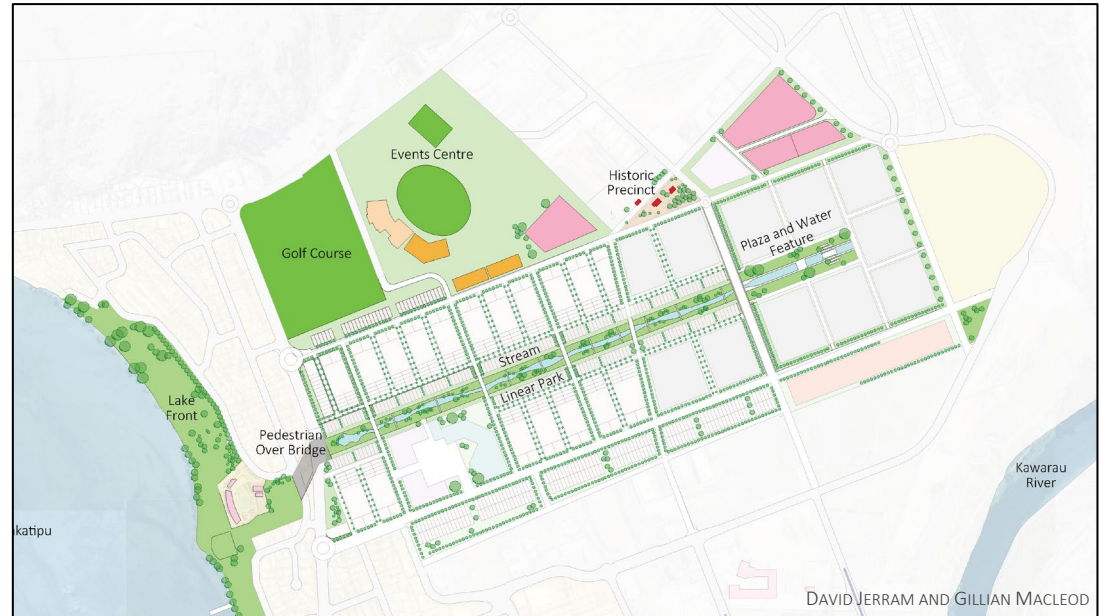 Events Centre
Historic
Precinct
Plaza and Water
Feature
Golf Course
Stream
Linear Park
Lake
Front
Pedestrian
Over Bridge
Kawarau
River
katipu
DAVID JERRAM AND GILLIAN MACLEOD